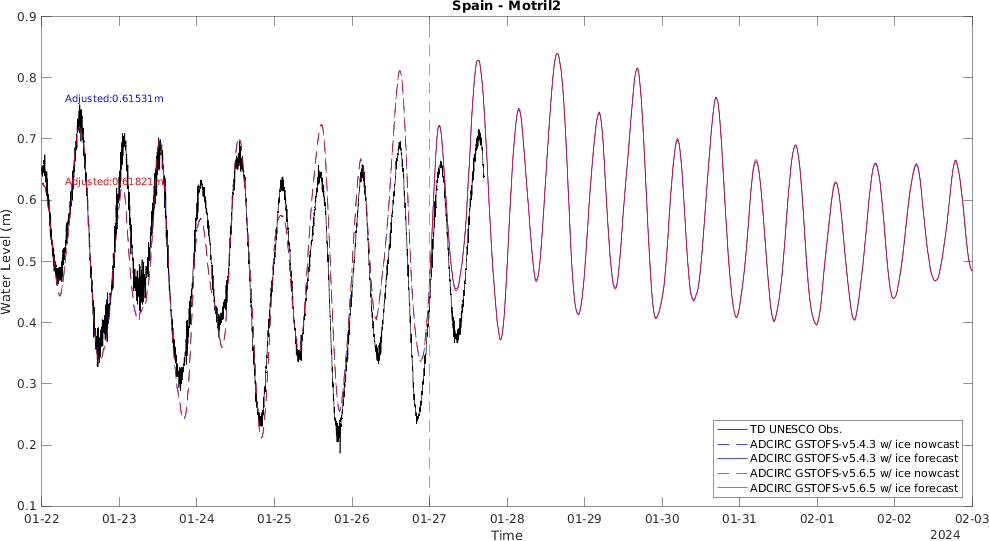 Spain - Motril2
0.9
0.8
0.7
0.6
0.5
0.4
0.3
0.2
0.1
Water Level (m)
Adjusted:0.61531m
Adjusted:0.61821m
TD UNESCO Obs.
ADCIRC GSTOFS-v5.4.3 w/ ice nowcast
ADCIRC GSTOFS-v5.4.3 w/ ice forecast
ADCIRC GSTOFS-v5.6.5 w/ ice nowcast
ADCIRC GSTOFS-v5.6.5 w/ ice forecast
01-22 01-23 01-24 01-25 01-26 01-27 01-28 01-29 01-30 01-31 02-01 02-02 02-03
Time
2024